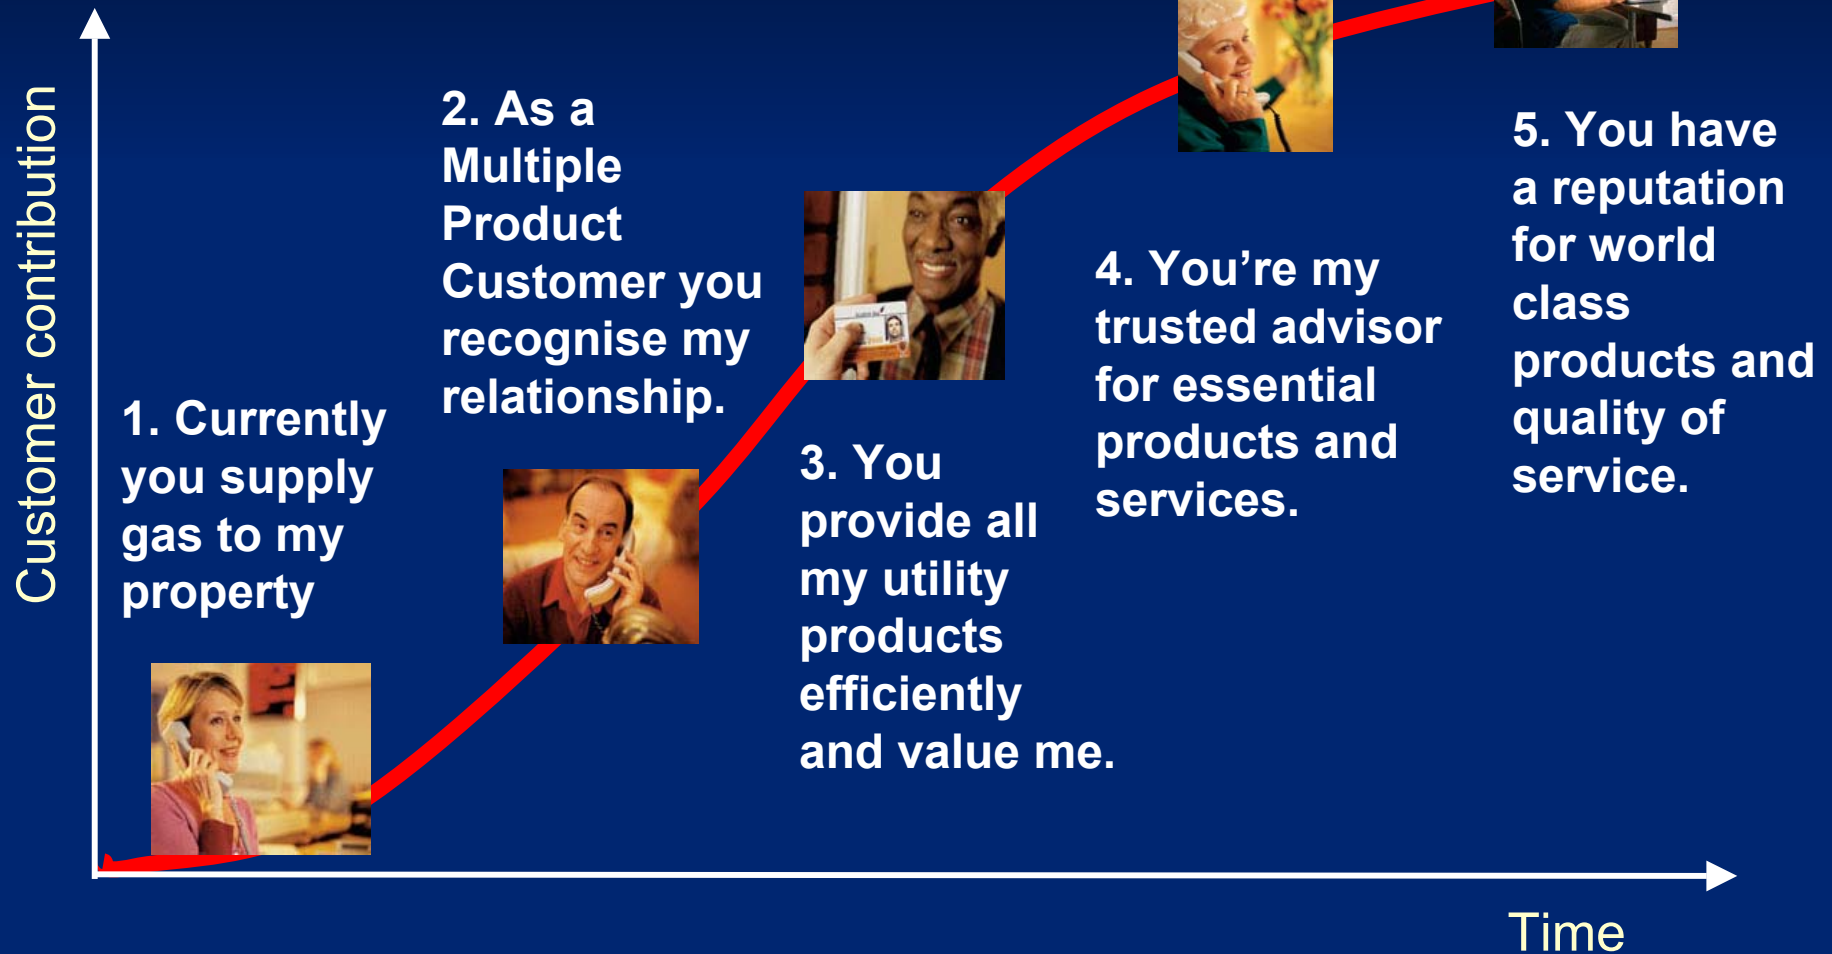 Customer contribution
1. Currently
you supply
gas to my
property
2. As a
Multiple
Product
Customer you
recognise my
relationship.
3. You
provide all
my utility
products
efficiently
and value me.
4. You’re my
trusted advisor
for essential
products and
services.
5. You have
a reputation
for world
class
products and
quality of
service.
Time